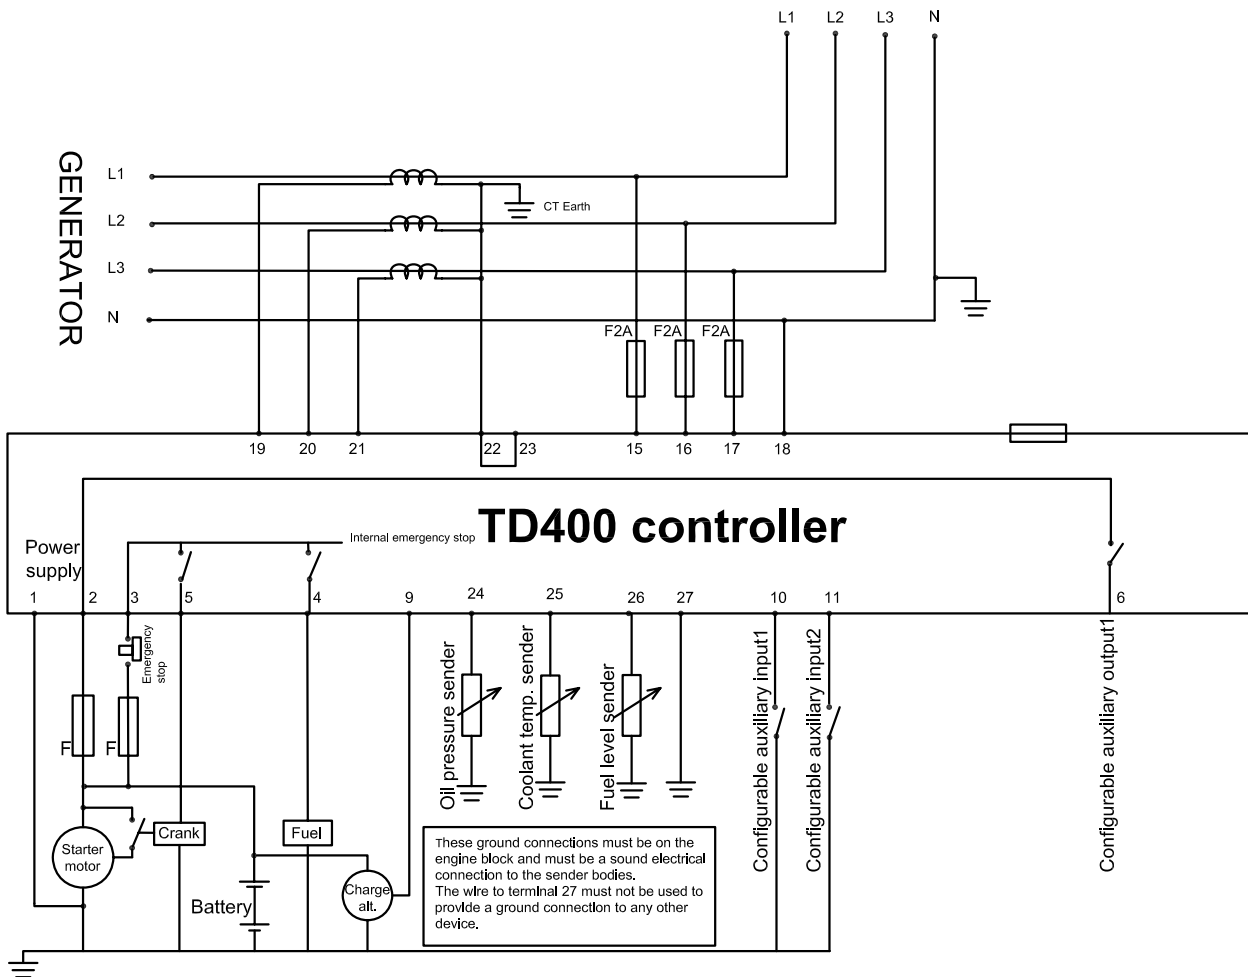 L1
L2
L3
N
GENERATOR
L1
L2
L3
N
CT Earth
F2A
F2A
F2A
19
20
21
22
23
15
16
17
18
TD400 controller
Internal emergency stop
Power
supply
1
2
3
5
4
9
24
25
26
27
10
11
6
Emergency
stop
F
F
Oil pressure sender
Coolant temp. sender
Fuel level sender
Configurable auxiliary input1
Configurable auxiliary input2
Configurable auxiliary output1
Starter
motor
Crank
Fuel
Battery
Charge
alt.
These ground connections must be on the
engine block and must be a sound electrical
connection to the sender bodies.
The wire to terminal 27 must not be used to
provide a ground connection to any other
device.